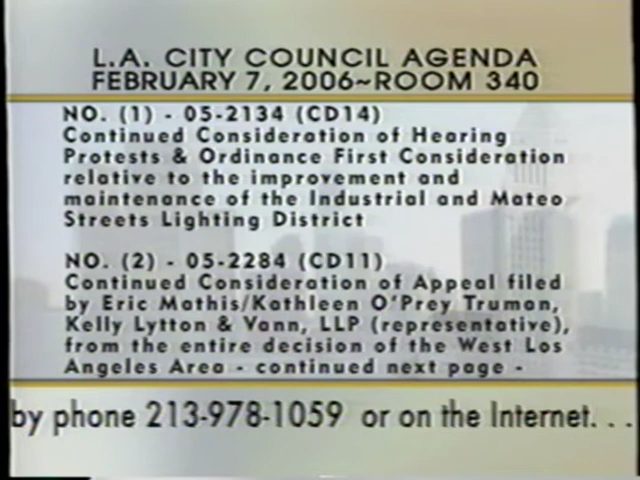 L.A. CITY COUNCIL AGENDA
FEBRUARY 7, 2006~ROOM 340
NO. (1) - 05-2134 (CD14)
Continued Consideration of Hearing
Protests & Ordinance First Consideration
relative to the improvement and
maintenance of the Industrial and Mateo
Streets Lighting District
NO. (2) - 05-2284 (CD11)
Continued Consideration of Appeal filed
by Eric Mathis/Kathleen O'Prey Truman,
Kelly Lytton & Vann, LLP (representative),
from the entire decision of the West Los
Angeles Area - continued next page -
by phone 213-978-1059 or on the Internet. . .